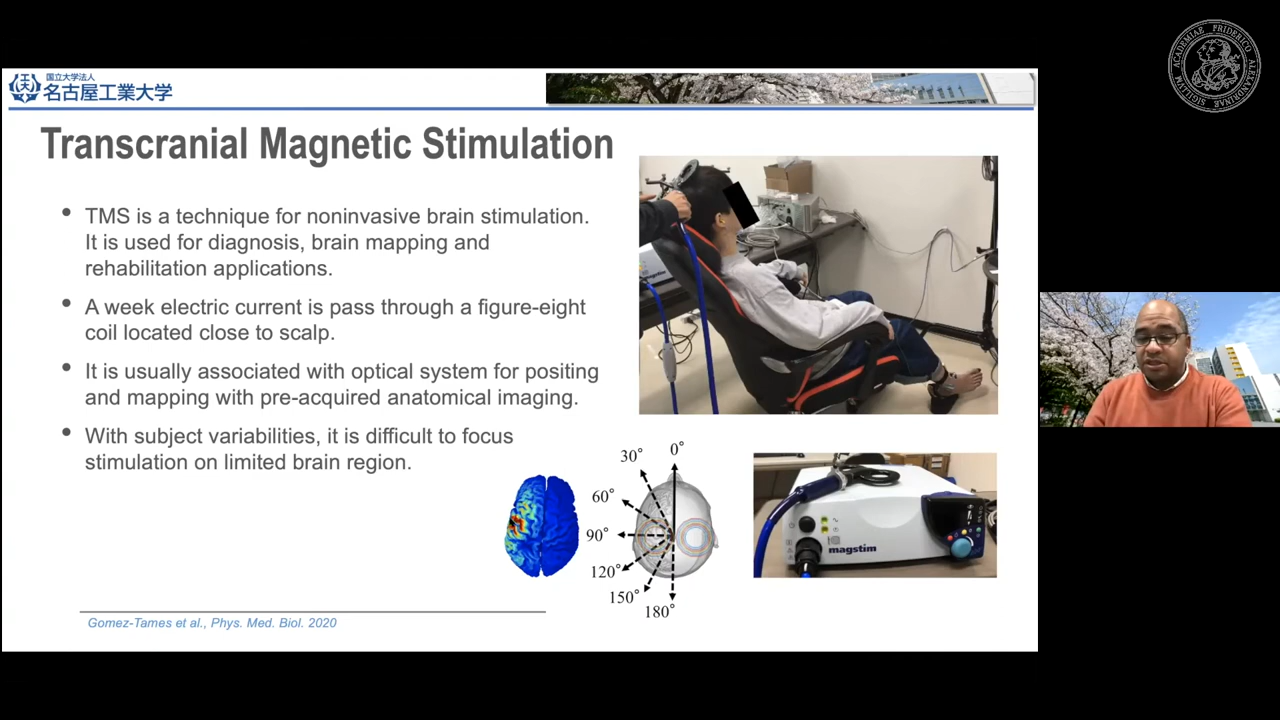 国立大学法人
名古屋工業大学
ACADEMIAE FRIDERICO ALEXANDRINAE SIGILLVM
Transcranial Magnetic Stimulation
• TMS is a technique for noninvasive brain stimulation.
It is used for diagnosis, brain mapping and
rehabilitation applications.
• A week electric current is pass through a figure-eight
coil located close to scalp.
• It is usually associated with optical system for positing
and mapping with pre-acquired anatomical imaging.
• With subject variabilities, it is difficult to focus
stimulation on limited brain region.
0°
30°
60°
90°
120°
150°
180°
magstim
Gomez-Tames et al., Phys. Med. Biol. 2020